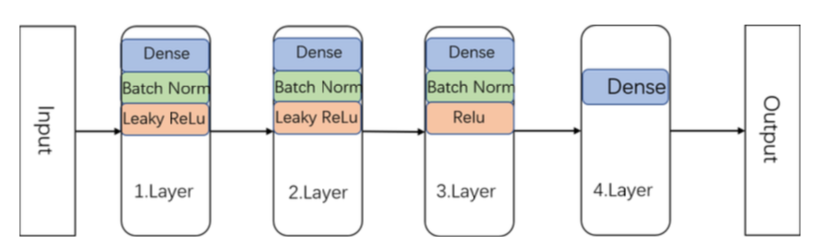 Input
Dense
Batch Norm
Leaky ReLu
1.Layer
Dense
Batch Norm
Leaky ReLu
2.Layer
Dense
Batch Norm
Relu
3.Layer
Dense
4.Layer
Output